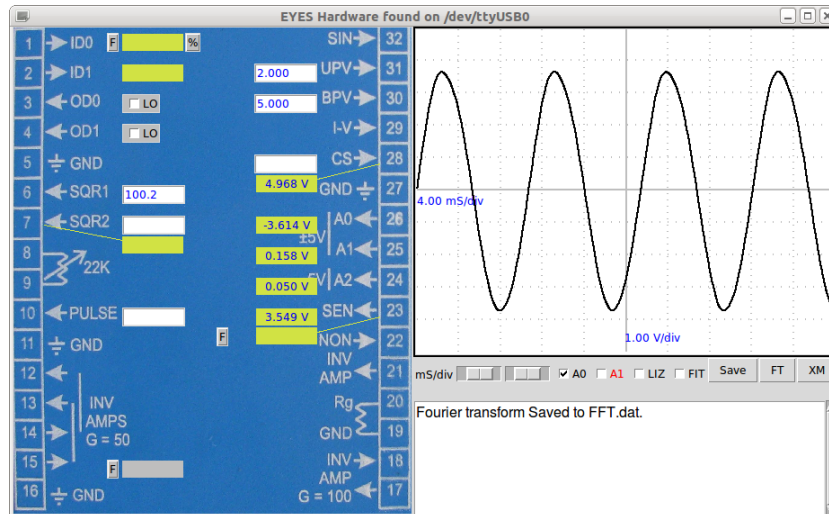 EYES Hardware found on /dev/ttyUSB0
1 ID0 F % SIN 32
2 ID1 2.000 UPV 31
3 OD0 LO 5.000 BPV 30
4 OD1 LO I-V 29
5 GND CS 28
4.968 V GND 27
6 SQR1 100.2
7 SQR2 -3.614 V A0 26
±5V
8 0.158 V A1 25
22K
9 0.050 V 5V A2 24
10 PULSE 3.549 V SEN 23
11 GND F NON 22
INV
12 AMP 21
13 INV Rg 20
AMPS
14 G = 50 GND 19
15 F INV 18
AMP
16 GND G = 100 17
4.00 mS/div
1.00 V/div
mS/div A0 A1 LIZ FIT Save FT XM
Fourier transform Saved to FFT.dat.